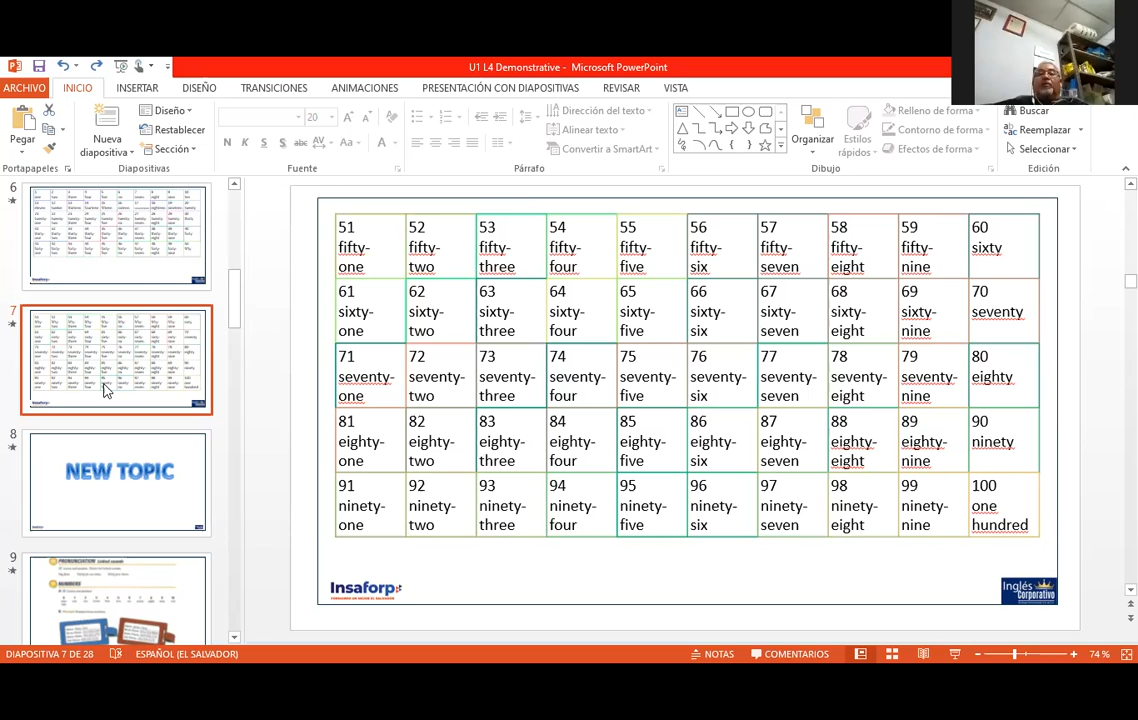 U1 L4 Demonstrative - Microsoft PowerPoint
ARCHIVO INICIO INSERTAR DISEÑO TRANSICIONES ANIMACIONES PRESENTACIÓN CON DIAPOSITIVAS REVISAR VISTA
Pegar
Nueva diapositiva
Diseño
Restablecer
Sección
20
N K S S abc AV Aa A
Dirección del texto
Alinear texto
Convertir a SmartArt
Organizar
Estilos rápidos
Relleno de forma
Contorno de forma
Efectos de forma
Buscar
Reemplazar
Seleccionar
Portapapeles Diapositivas Fuente Párrafo Dibujo Edición
6
7
8
NEW TOPIC
9
PRONUNCIATION
NUMBERS
51 52 53 54 55 56 57 58 59 60
fifty- fifty- fifty- fifty- fifty- fifty- fifty- fifty- fifty- sixty
one two three four five six seven eight nine
61 62 63 64 65 66 67 68 69 70
sixty- sixty- sixty- sixty- sixty- sixty- sixty- sixty- sixty- seventy
one two three four five six seven eight nine
71 72 73 74 75 76 77 78 79 80
seventy- seventy- seventy- seventy- seventy- seventy- seventy- seventy- seventy- eighty
one two three four five six seven eight nine
81 82 83 84 85 86 87 88 89 90
eighty- eighty- eighty- eighty- eighty- eighty- eighty- eighty- eighty- ninety
one two three four five six seven eight nine
91 92 93 94 95 96 97 98 99 100
ninety- ninety- ninety- ninety- ninety- ninety- ninety- ninety- ninety- one
one two three four five six seven eight nine hundred
Insaforp
Inglés
Corporativo
DIAPOSITIVA 7 DE 28 ESPAÑOL (EL SALVADOR) NOTAS COMENTARIOS 74 %